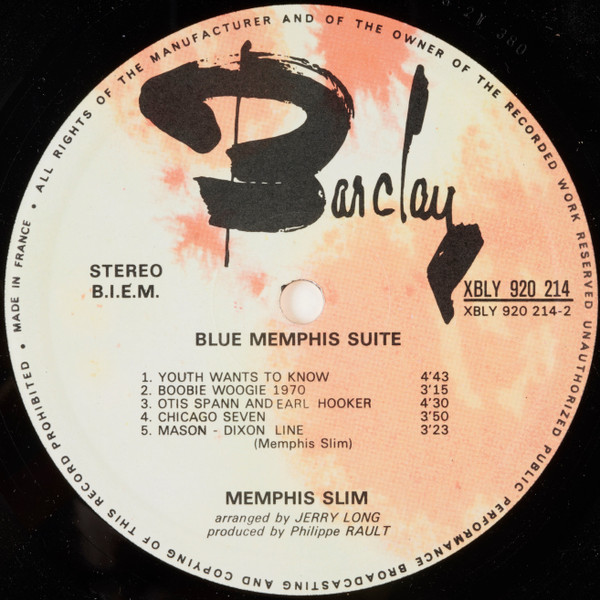 Barclay
STEREO
B.I.E.M.
XBLY 920 214
XBLY 920 214-2
BLUE MEMPHIS SUITE
1. YOUTH WANTS TO KNOW 4'43
2. BOOBIE WOOGIE 1970 3'15
3. OTIS SPANN AND EARL HOOKER 4'30
4. CHICAGO SEVEN 3'50
5. MASON - DIXON LINE 3'23
(Memphis Slim)
MEMPHIS SLIM
arranged by JERRY LONG
produced by Philippe RAULT
MADE IN FRANCE • ALL RIGHTS OF THE MANUFACTURER AND OF THE OWNER OF THE RECORDED WORK RESERVED UNAUTHORIZED PUBLIC PERFORMANCE BROADCASTING AND COPYING OF THIS RECORD PROHIBITED •